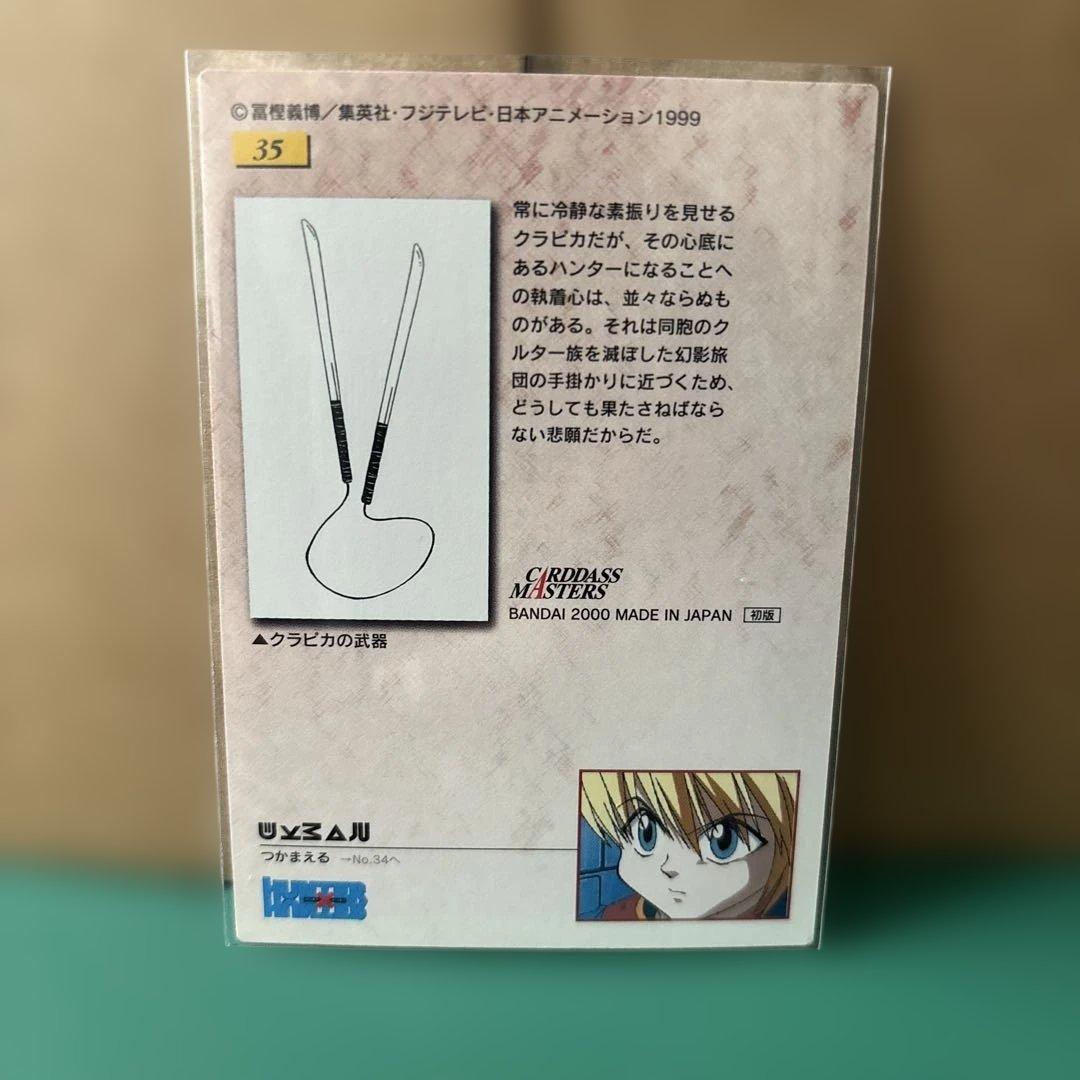 ©冨樫義博／集英社・フジテレビ・日本アニメーション1999
35
常に冷静な素振りを見せる
クラピカだが、その心底に
あるハンターになることへ
の執着心は、並々ならぬも
のがある。それは同胞のク
ルター族を滅ぼした幻影旅
団の手掛かりに近づくため、
どうしても果たさねばなら
ない悲願だからだ。
CARDDASS
MASTERS
BANDAI 2000 MADE IN JAPAN 初版
▲クラピカの武器
つかまえる →No.34へ
HUNTER
×
HUNTER